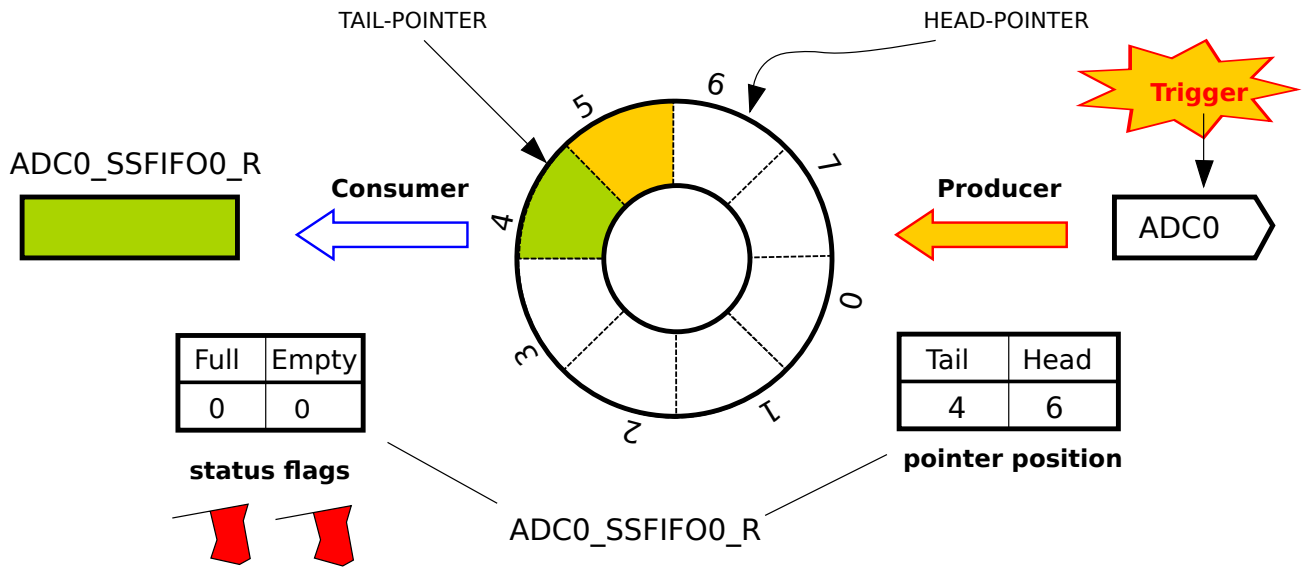 TAIL-POINTER
HEAD-POINTER
Trigger
ADC0_SSFIFO0_R
Consumer
Producer
ADC0
5
6
7
4
0
3
1
2
Full Empty
0 0
status flags
Tail Head
4 6
pointer position
ADC0_SSFIFO0_R